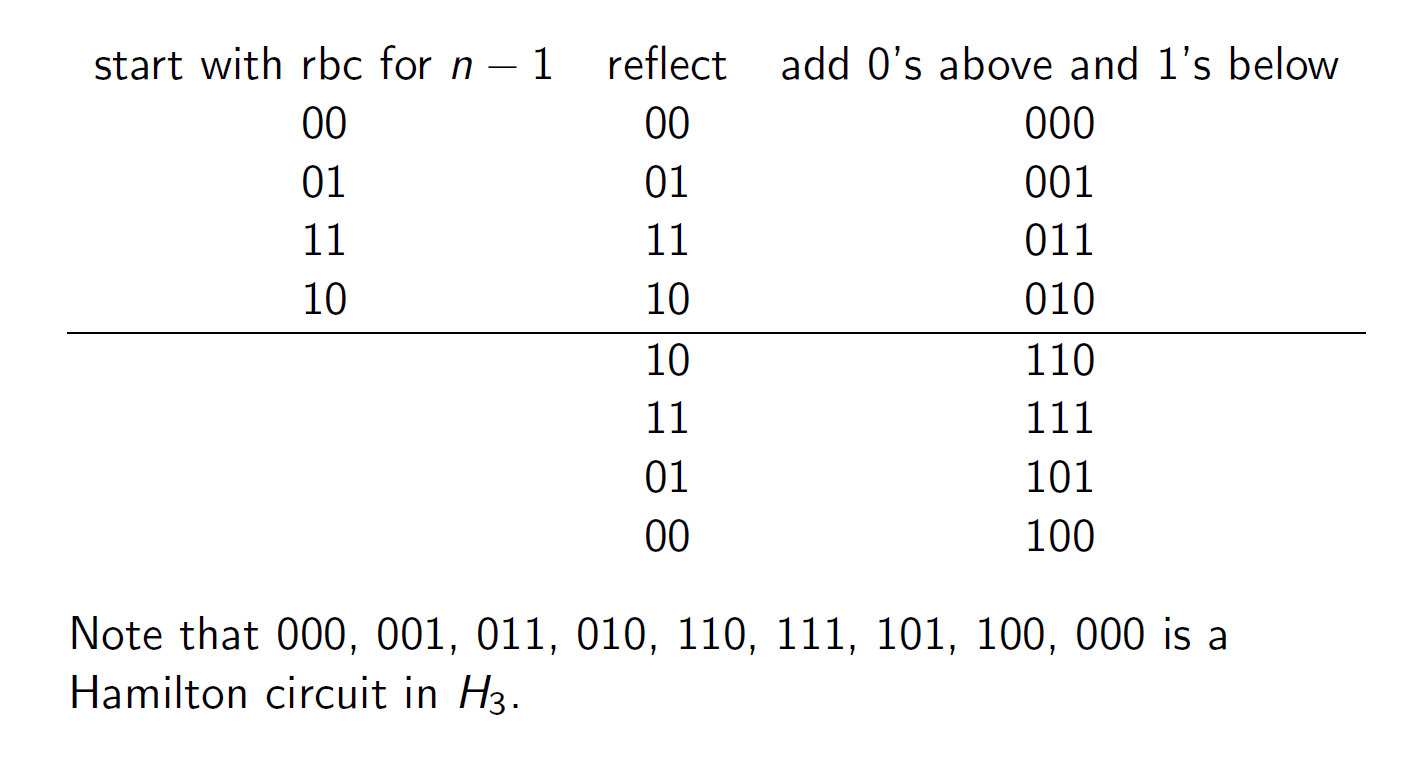 start with rbc for n − 1 reflect add 0's above and 1's below
00 00 000
01 01 001
11 11 011
10 10 010
10 110
11 111
01 101
00 100
Note that 000, 001, 011, 010, 110, 111, 101, 100, 000 is a
Hamilton circuit in H₃.